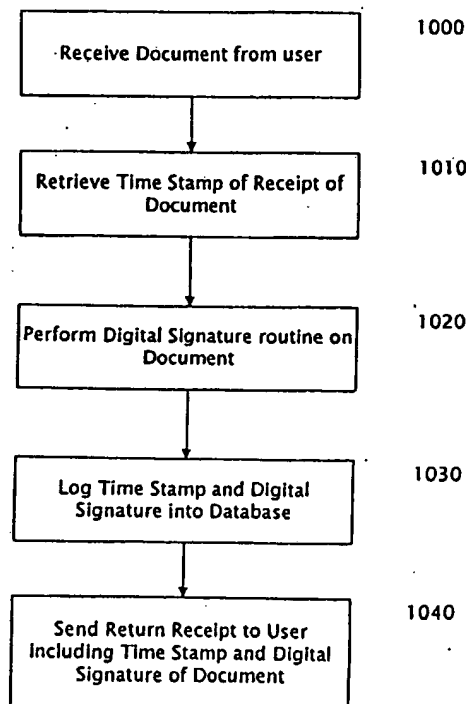 1000
Receive Document from user
1010
Retrieve Time Stamp of Receipt of
Document
1020
Perform Digital Signature routine on
Document
1030
Log Time Stamp and Digital
Signature into Database
1040
Send Return Receipt to User
Including Time Stamp and Digital
Signature of Document